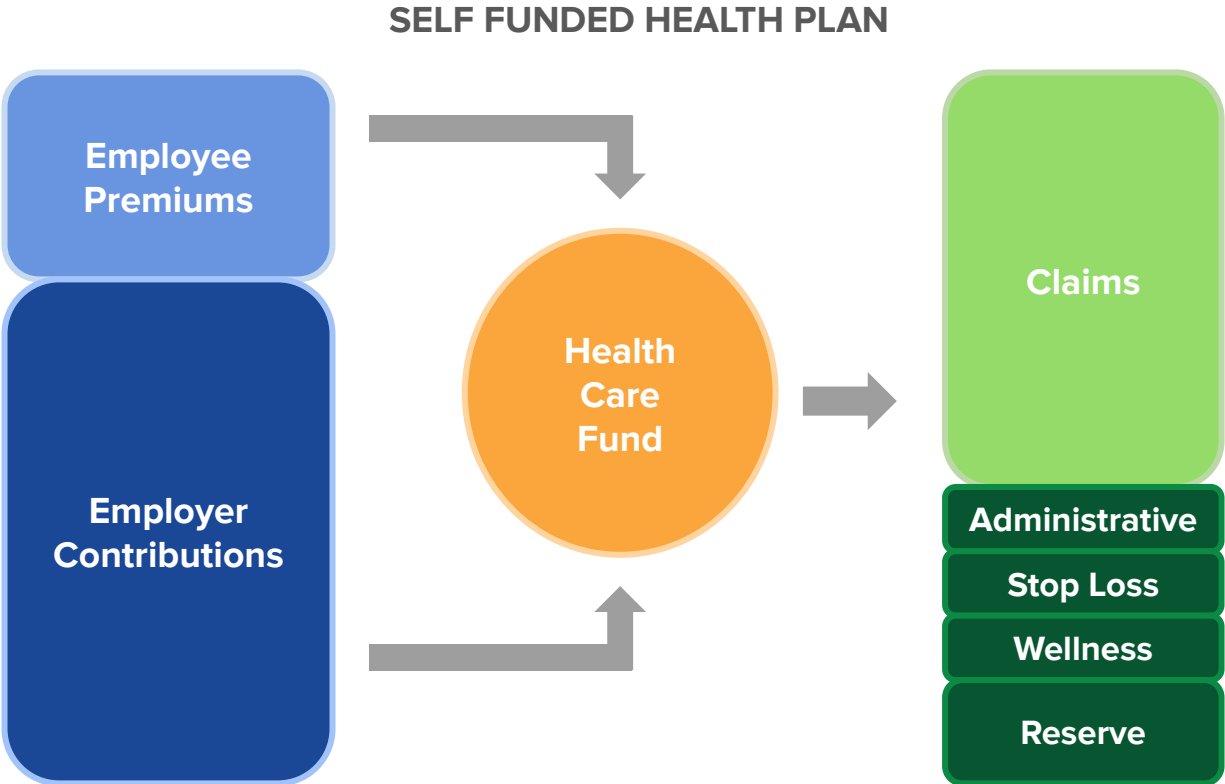 SELF FUNDED HEALTH PLAN
Employee
Premiums
Employer
Contributions
Health
Care
Fund
Claims
Administrative
Stop Loss
Wellness
Reserve